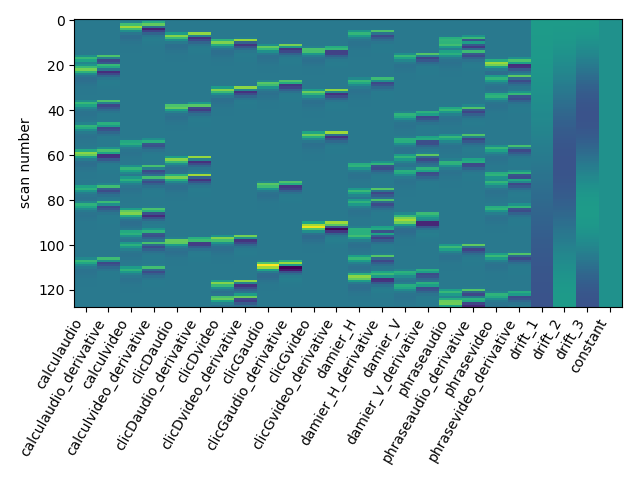 0
20
40
60
80
100
120
scan number
calculaudio
calculaudio_derivative
calculvideo
calculvideo_derivative
clicDaudio
clicDaudio_derivative
clicDvideo
clicDvideo_derivative
clicGaudio
clicGaudio_derivative
clicGvideo
clicGvideo_derivative
damier_H
damier_H_derivative
damier_V
damier_V_derivative
phraseaudio
phraseaudio_derivative
phrasevideo
phrasevideo_derivative
drift_1
drift_2
drift_3
constant